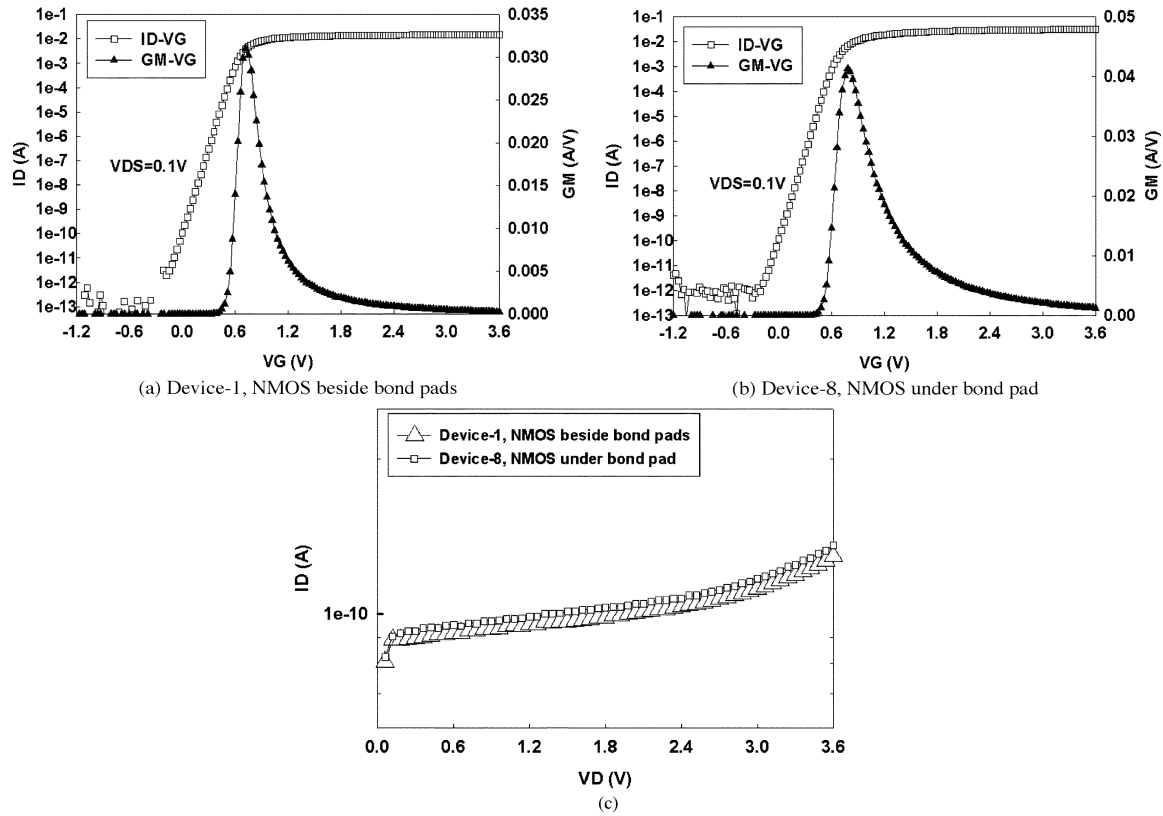 ID-VG
GM-VG
VDS=0.1V
1e-1
1e-2
1e-3
1e-4
1e-5
1e-6
1e-7
1e-8
1e-9
1e-10
1e-11
1e-12
1e-13
ID (A)
0.035
0.030
0.025
0.020
0.015
0.010
0.005
0.000
GM (A/V)
-1.2 -0.6 0.0 0.6 1.2 1.8 2.4 3.0 3.6
VG (V)
(a) Device-1, NMOS beside bond pads
ID-VG
GM-VG
VDS=0.1V
1e-1
1e-2
1e-3
1e-4
1e-5
1e-6
1e-7
1e-8
1e-9
1e-10
1e-11
1e-12
1e-13
ID (A)
0.05
0.04
0.03
0.02
0.01
0.00
GM (A/V)
-1.2 -0.6 0.0 0.6 1.2 1.8 2.4 3.0 3.6
VG (V)
(b) Device-8, NMOS under bond pad
Device-1, NMOS beside bond pads
Device-8, NMOS under bond pad
ID (A)
1e-10
0.0 0.6 1.2 1.8 2.4 3.0 3.6
VD (V)
(c)